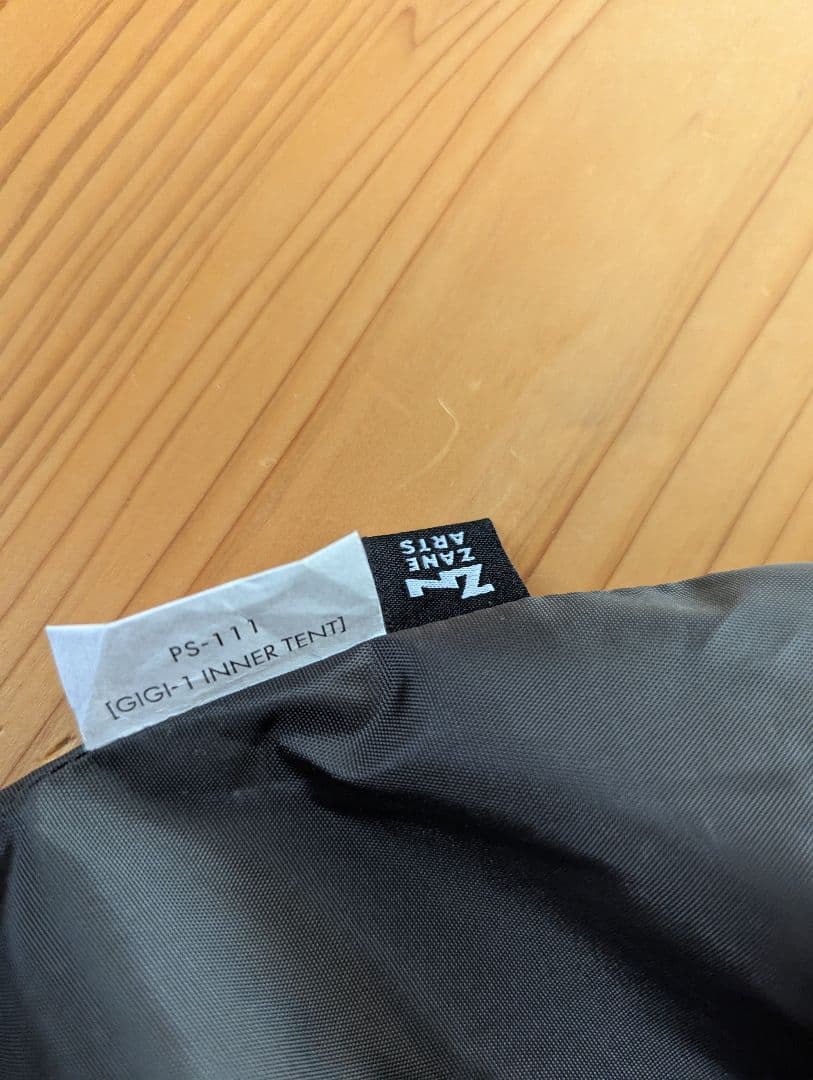 PS-111
[GIGI-1 INNER TENT]
ZANE
ARTS